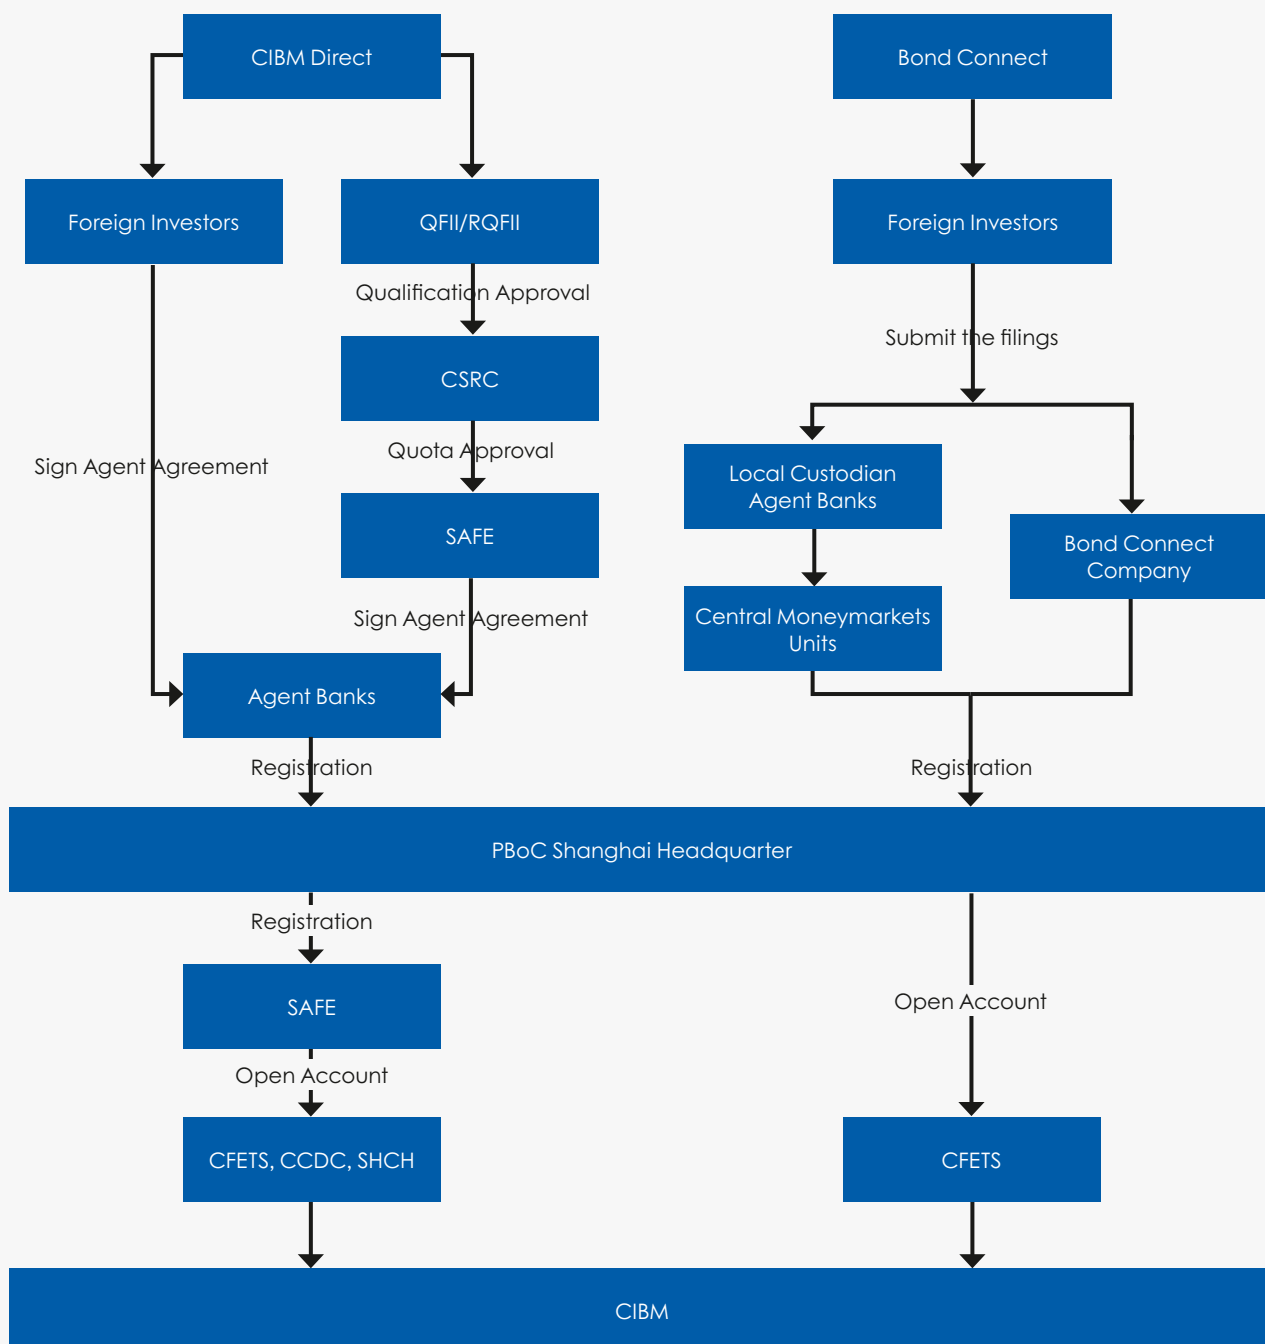 CIBM Direct
Bond Connect
Foreign Investors
QFII/RQFII
Foreign Investors
Qualification Approval
Submit the filings
CSRC
Quota Approval
Sign Agent Agreement
Local Custodian
Agent Banks
SAFE
Bond Connect
Company
Sign Agent Agreement
Central Moneymarkets
Units
Agent Banks
Registration
Registration
PBoC Shanghai Headquarter
Registration
SAFE
Open Account
Open Account
CFETS, CCDC, SHCH
CFETS
CIBM